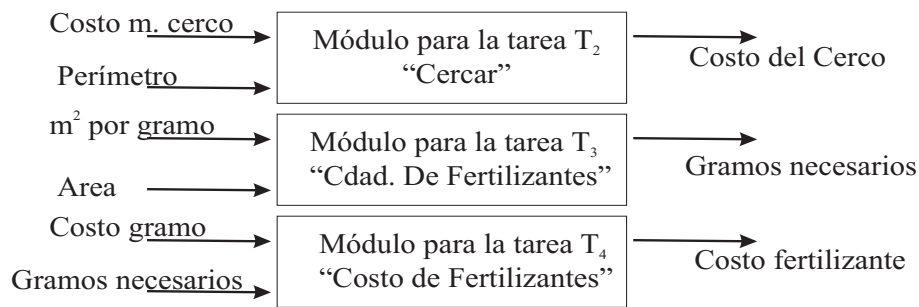 Costo m. cerco
Perímetro
Módulo para la tarea T₂
“Cercar”
Costo del Cerco
m² por gramo
Area
Módulo para la tarea T₃
“Cdad. De Fertilizantes”
Gramos necesarios
Costo gramo
Gramos necesarios
Módulo para la tarea T₄
“Costo de Fertilizantes”
Costo fertilizante